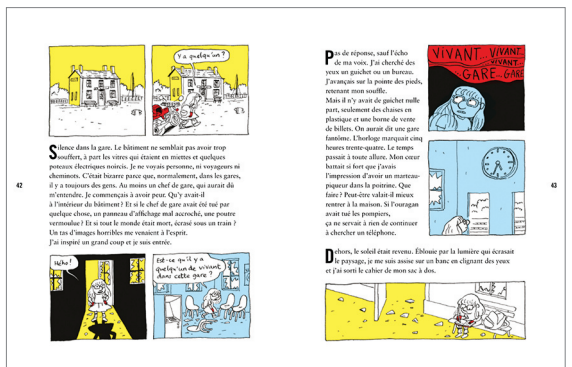 Y a quelqu'un ?
Silence dans la gare. Le bâtiment ne semblait pas avoir trop
souffert, à part les vitres qui étaient en miettes et quelques
poteaux électriques noircis. Je ne voyais personne, ni voyageurs ni
cheminots. C'était bizarre parce que, normalement, dans les gares,
il y a toujours des gens. Au moins un chef de gare, qui aurait dû
m'entendre. Je commençais à avoir peur. Qu'y avait-il
à l'intérieur du bâtiment ? Et si le chef de gare avait été tué par
quelque chose, un panneau d'affichage mal accroché, une poutre
vermoulue ? Et si tout le monde était mort, écrasé sous un train ?
Un tas d'images horribles me venaient à l'esprit.
J'ai inspiré un grand coup et je suis entrée.
42
Hého !
Est-ce qu'il y a
quelqu'un de vivant
dans cette gare ?
Pas de réponse, sauf l'écho
de ma voix. J'ai cherché des
yeux un guichet ou un bureau.
J'avançais sur la pointe des pieds,
retenant mon souffle.
Mais il n'y avait de guichet nulle
part, seulement des chaises en
plastique et une borne de vente
de billets. On aurait dit une gare
fantôme. L'horloge marquait cinq
heures trente-quatre. Le temps
passait à toute allure. Mon cœur
battait si fort que j'avais
l'impression d'avoir un marteau-
piqueur dans la poitrine. Que
faire ? Peut-être valait-il mieux
rentrer à la maison. Si l'ouragan
avait tué les pompiers,
ça ne servait à rien de continuer
à chercher un téléphone.
VIVANT... VIVANT...
VIVANT...
GARE... GARE
43
Dehors, le soleil était revenu. Éblouie par la lumière qui écrasait
le paysage, je me suis assise sur un banc en clignant des yeux
et j'ai sorti le cahier de mon sac à dos.